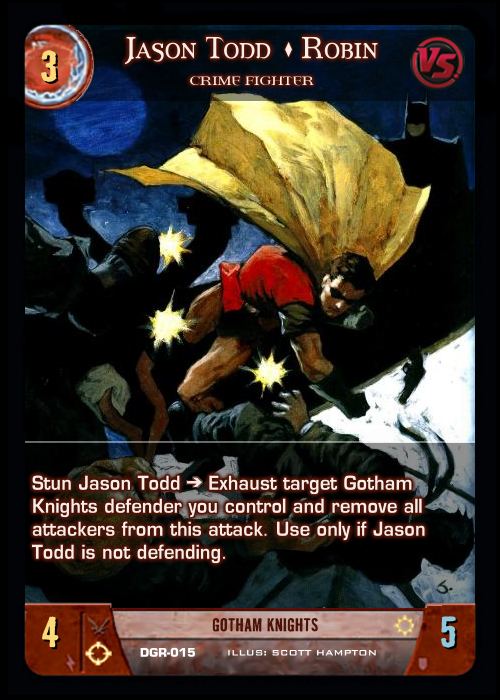 3
JASON TODD ♦ ROBIN
VS
CRIME FIGHTER
Stun Jason Todd → Exhaust target Gotham
Knights defender you control and remove all
attackers from this attack. Use only if Jason
Todd is not defending.
4
GOTHAM KNIGHTS
5
DGR-015 ILLUS: SCOTT HAMPTON